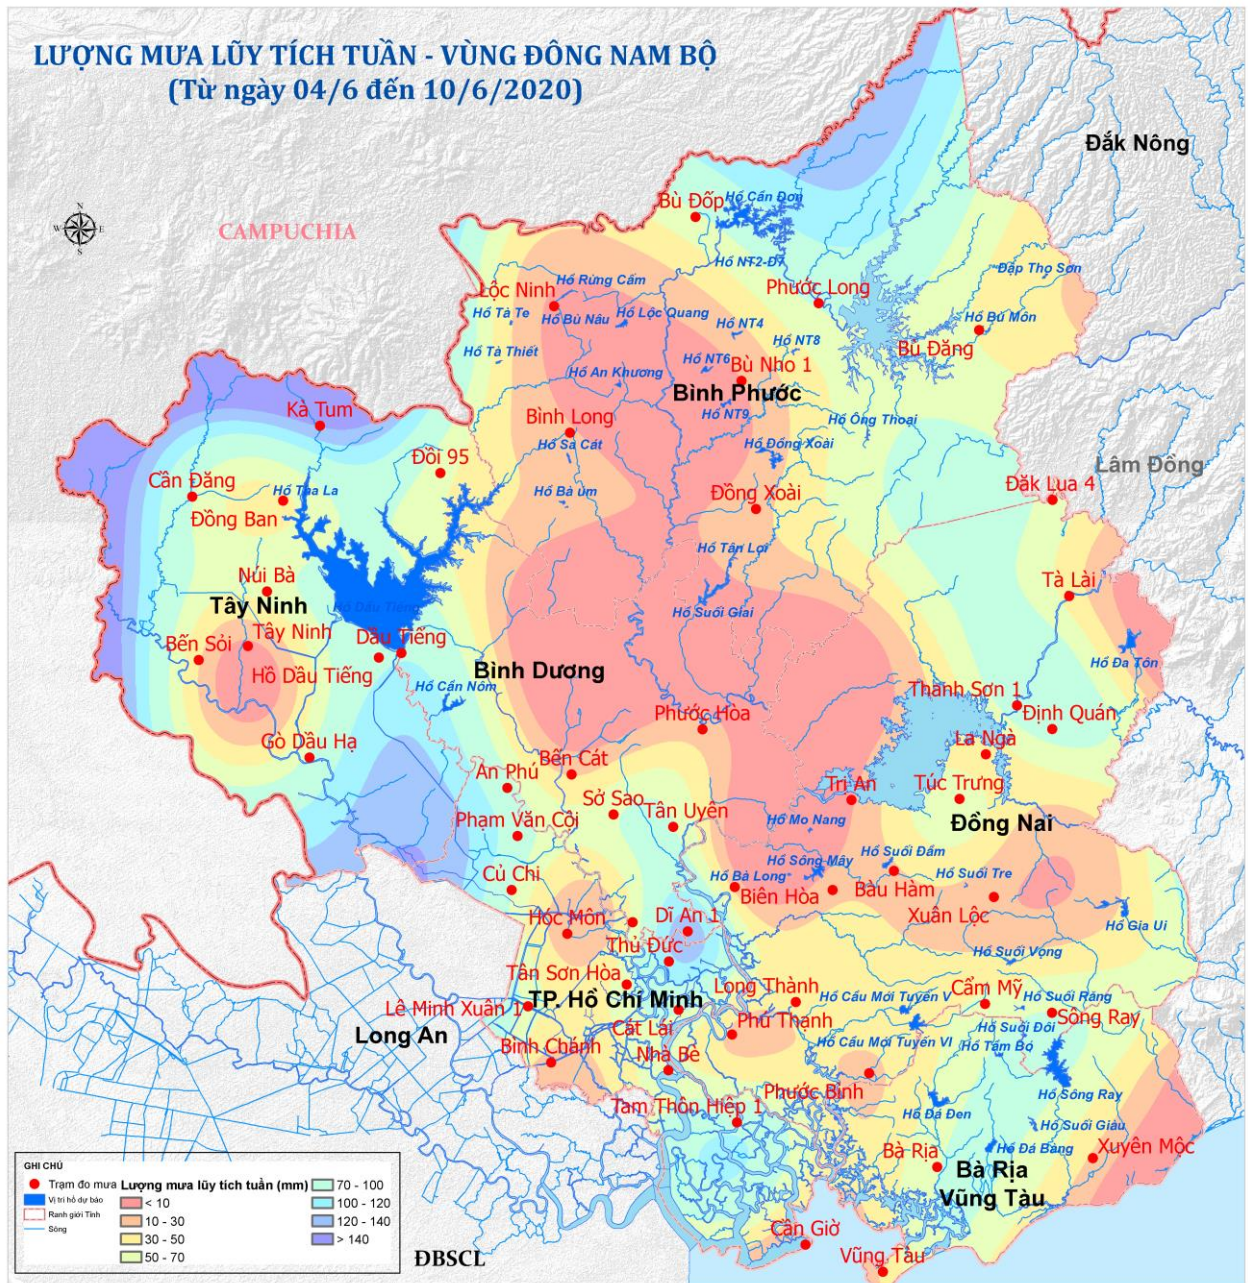 LƯỢNG MƯA LŨY TÍCH TUẦN - VÙNG ĐÔNG NAM BỘ
(Từ ngày 04/6 đến 10/6/2020)
Đắk Nông
Bù Đốp
Hồ Cần Đơn
N
W
E
S
CAMPUCHIA
Hồ NT2-Đ7
Đập Thọ Sơn
Hồ Rừng Cấm
Lộc Ninh
Phước Long
Hồ Tà Te
Hồ Bù Nâu
Hồ Lộc Quang
Hồ NT4
Hồ Bù Môn
Hồ Tà Thiết
Hồ NT8
Bù Đăng
Hồ An Khương
Hồ NT6
Bù Nho 1
Bình Phước
Kà Tum
Hồ NT9
Bình Long
Hồ Ông Thoại
Hồ Sà Cát
Hồ Đồng Xoài
Đồi 95
Lâm Đồng
Cần Đăng
Hồ Tha La
Hồ Bà úm
Đồng Xoài
Đăk Lua 4
Đồng Ban
Hồ Tân Lợi
Núi Bà
Tà Lài
Tây Ninh
Hồ Dầu Tiếng
Hồ Suối Giai
Tây Ninh
Dầu Tiếng
Bến Sỏi
Hồ Đa Tôn
Hồ Dầu Tiếng
Bình Dương
Hồ Cần Nôm
Thanh Sơn 1
Phước Hòa
Định Quán
Gò Dầu Hạ
La Ngà
Bến Cát
An Phú
Trị An
Túc Trưng
Sở Sao
Tân Uyên
Phạm Văn Cội
Hồ Mo Nang
Đồng Nai
Hồ Suối Đầm
Hồ Sông Mây
Củ Chi
Hồ Bà Long
Hồ Suối Tre
Biên Hòa
Bàu Hàm
Xuân Lộc
Hóc Môn
Dĩ An 1
Hồ Gia Ui
Thủ Đức
Hồ Suối Vọng
Tân Sơn Hòa
Long Thành
Cẩm Mỹ
TP. Hồ Chí Minh
Hồ Cầu Mới Tuyến V
Hồ Suối Ràng
Lê Minh Xuân 1
Sông Ray
Cát Lái
Phú Thạnh
Hồ Suối Đôi
Long An
Bình Chánh
Nhà Bè
Hồ Cầu Mới Tuyến VI
Hồ Tầm Bó
Phước Bình
Hồ Sông Ray
Tam Thôn Hiệp 1
Hồ Đá Đen
Hồ Suối Giàu
Bà Rịa
Hồ Đá Bàng
Xuyên Mộc
Bà Rịa
Vũng Tàu
Cần Giờ
Vũng Tàu
ĐBSCL
GHI CHÚ
Trạm đo mưa
Vị trí hồ dự báo
Ranh giới Tỉnh
Sông
Lượng mưa lũy tích tuần (mm)
< 10
10 - 30
30 - 50
50 - 70
70 - 100
100 - 120
120 - 140
> 140